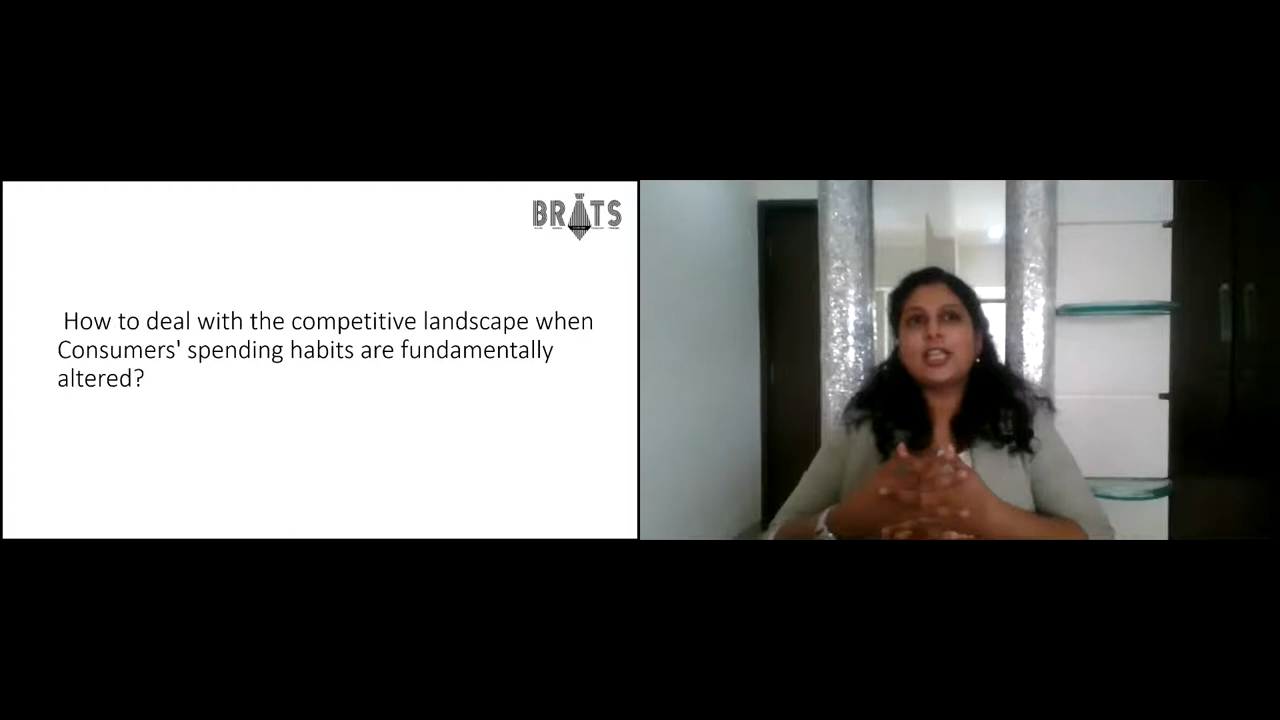 BRATS
How to deal with the competitive landscape when
Consumers' spending habits are fundamentally
altered?